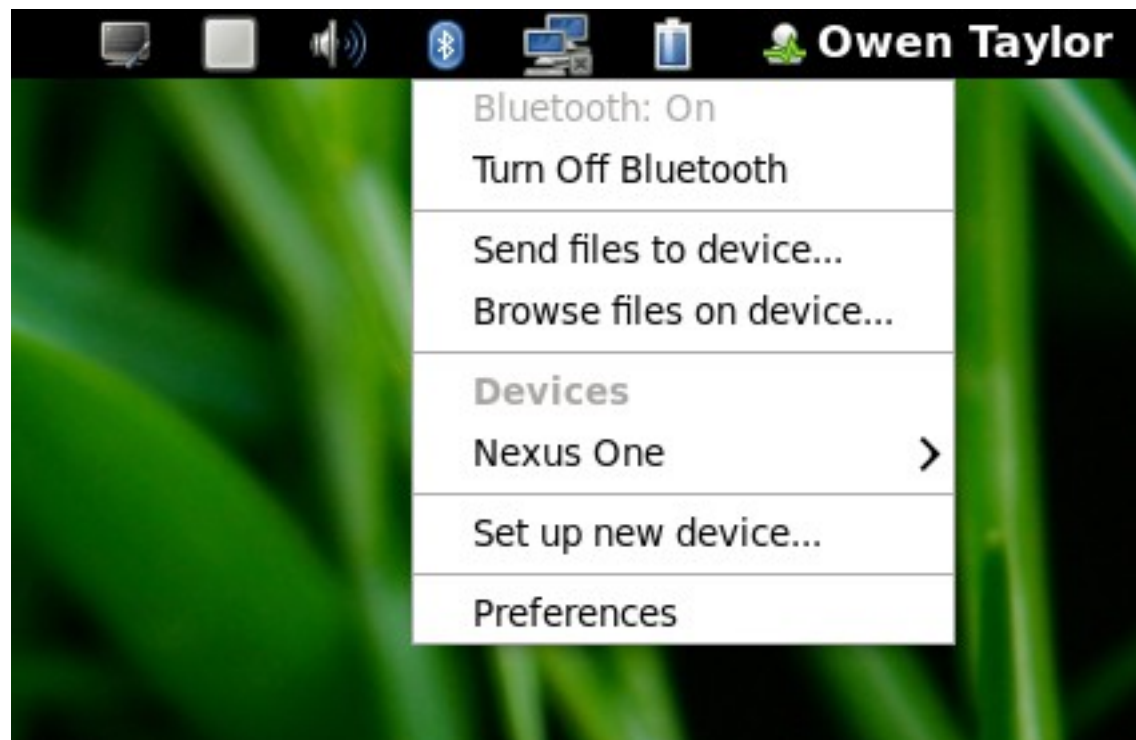 Owen Taylor
Bluetooth: On
Turn Off Bluetooth
Send files to device...
Browse files on device...
Devices
Nexus One
Set up new device...
Preferences